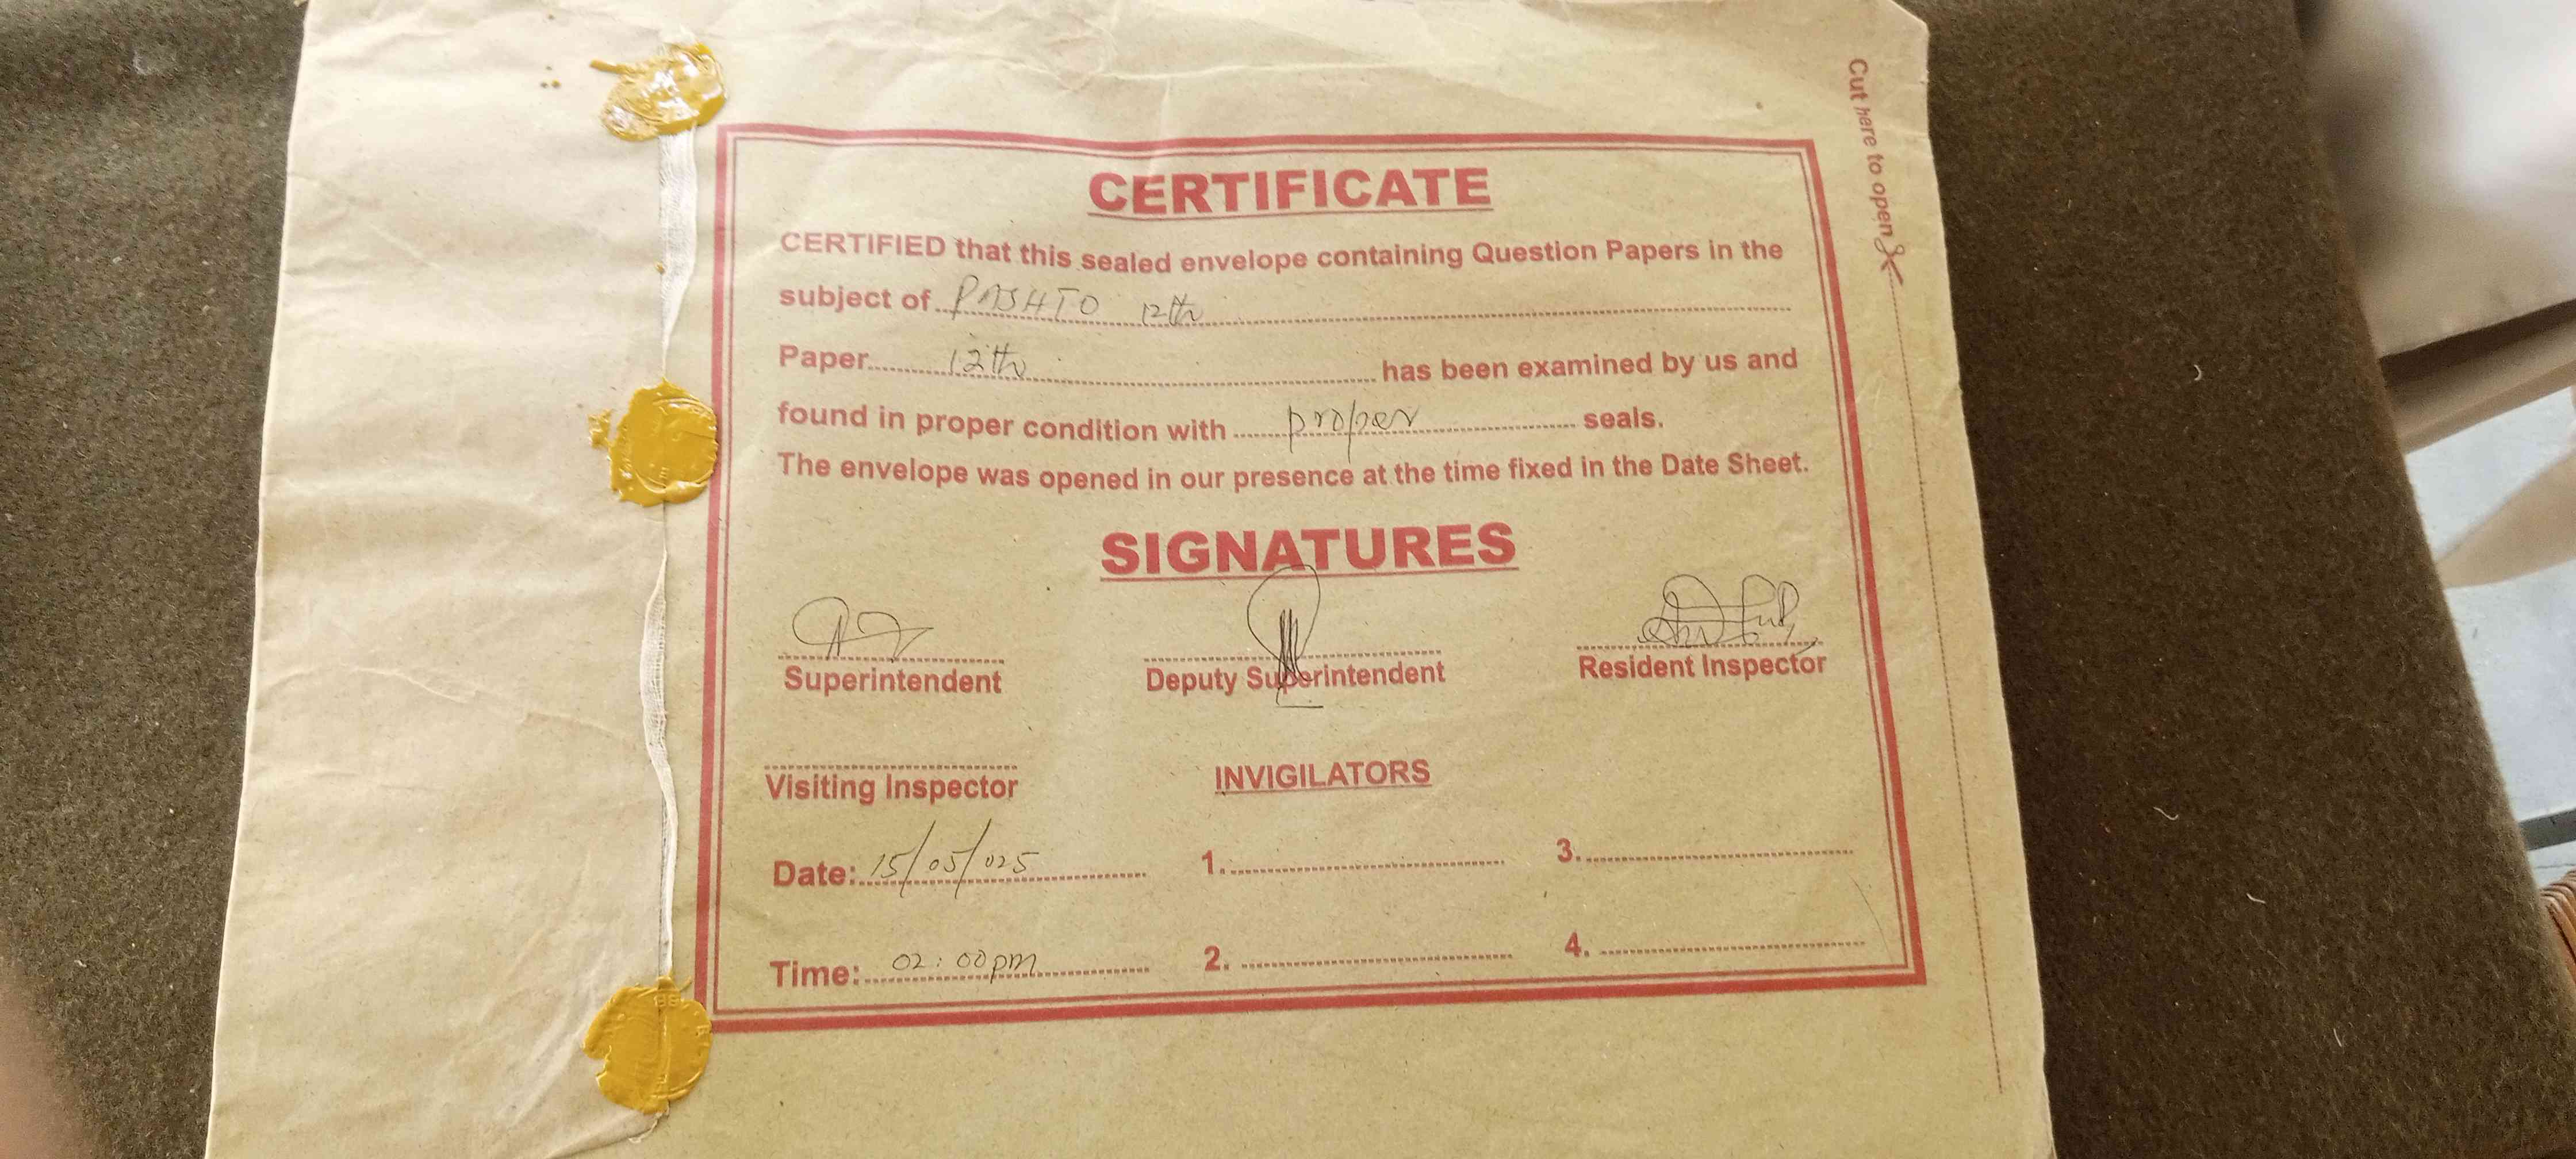 Cut here to open
CERTIFICATE
CERTIFIED that this sealed envelope containing Question Papers in the
subject of PASHTO 12th
Paper 12th has been examined by us and
found in proper condition with proper seals.
The envelope was opened in our presence at the time fixed in the Date Sheet.
SIGNATURES
Superintendent Deputy Superintendent Resident Inspector
Visiting Inspector INVIGILATORS
Date: 15/05/025 1. 3.
Time: 02:00pm 2. 4.